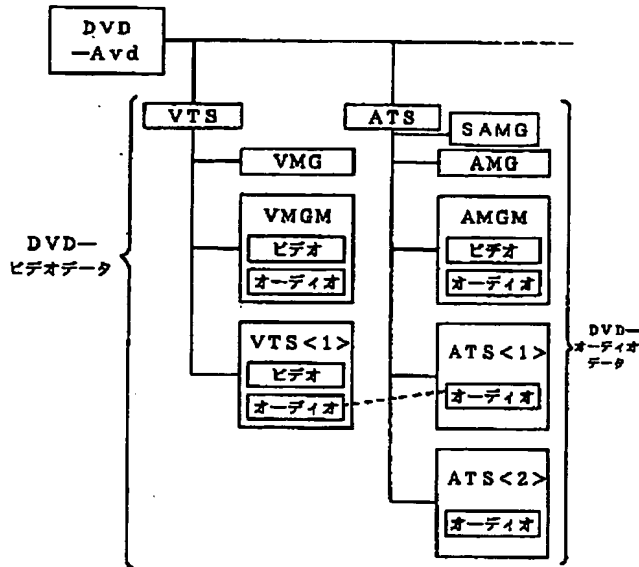 DVD
—Avd
VTS
ATS
SAMG
VMG
AMG
VMGM
ビデオ
オーディオ
AMGM
ビデオ
オーディオ
DVD—
ビデオデータ
VTS<1>
ビデオ
オーディオ
ATS<1>
オーディオ
DVD—
オーディオ
データ
ATS<2>
オーディオ